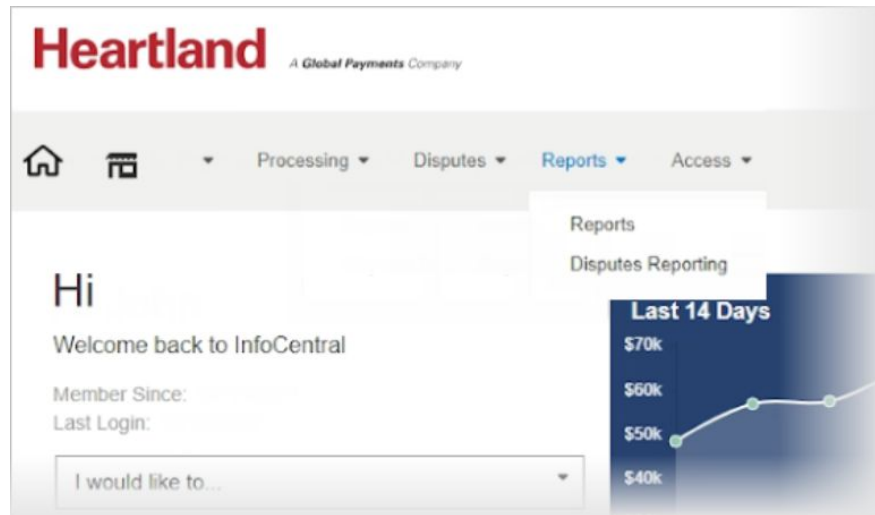 Heartland A Global Payments Company
Processing Disputes Reports Access
Reports
Disputes Reporting
Hi
Welcome back to InfoCentral
Member Since:
Last Login:
I would like to...
Last 14 Days
$70k
$60k
$50k
$40k